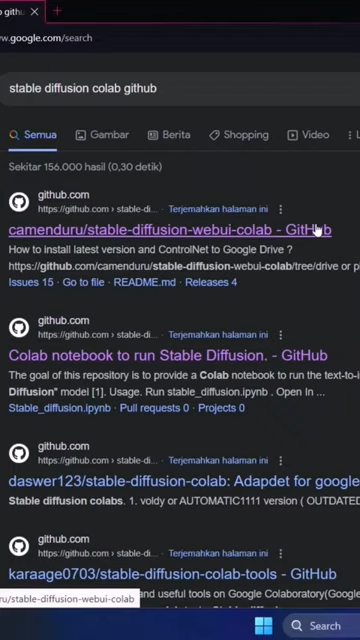 githu
w.google.com/search
stable diffusion colab github
Semua Gambar Berita Shopping Video
Sekitar 156.000 hasil (0,30 detik)
github.com
https://github.com › stable-di... · Terjemahkan halaman ini
camenduru/stable-diffusion-webui-colab - GitHub
How to install latest version and ControlNet to Google Drive ?
https://github.com/camenduru/stable-diffusion-webui-colab/tree/drive or
Issues 15 · Go to file · README.md · Releases 4
github.com
https://github.com › stable-di... · Terjemahkan halaman ini
Colab notebook to run Stable Diffusion. - GitHub
The goal of this repository is to provide a Colab notebook to run the text-to-i
Diffusion" model [1]. Usage. Run stable_diffusion.ipynb . Open In ...
Stable_diffusion.ipynb · Pull requests 0 · Projects 0
github.com
https://github.com › stable-di... · Terjemahkan halaman ini
daswer123/stable-diffusion-colab: Adapdet for google
Stable diffusion colabs. 1. voldy or AUTOMATIC1111 version ( OUTDATE
github.com
https://github.com › stable-di... · Terjemahkan halaman ini
karaage0703/stable-diffusion-colab-tools - GitHub
and useful tools on Google Colaboratory(Google
ru/stable-diffusion-webui-colab
Search